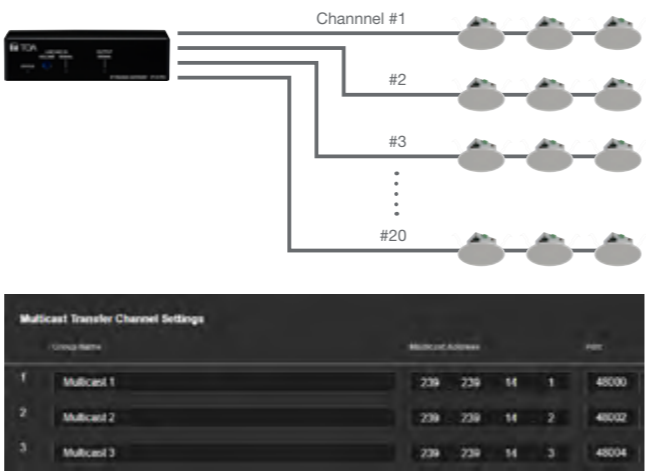 Channnel #1
TOA
#2
#3
#20
Multicast Transfer Channel Settings
Group Name Multicast Address Port
1 Multicast 1 239 239 14 1 48000
2 Multicast 2 239 239 14 2 48002
3 Multicast 3 239 239 14 3 48004